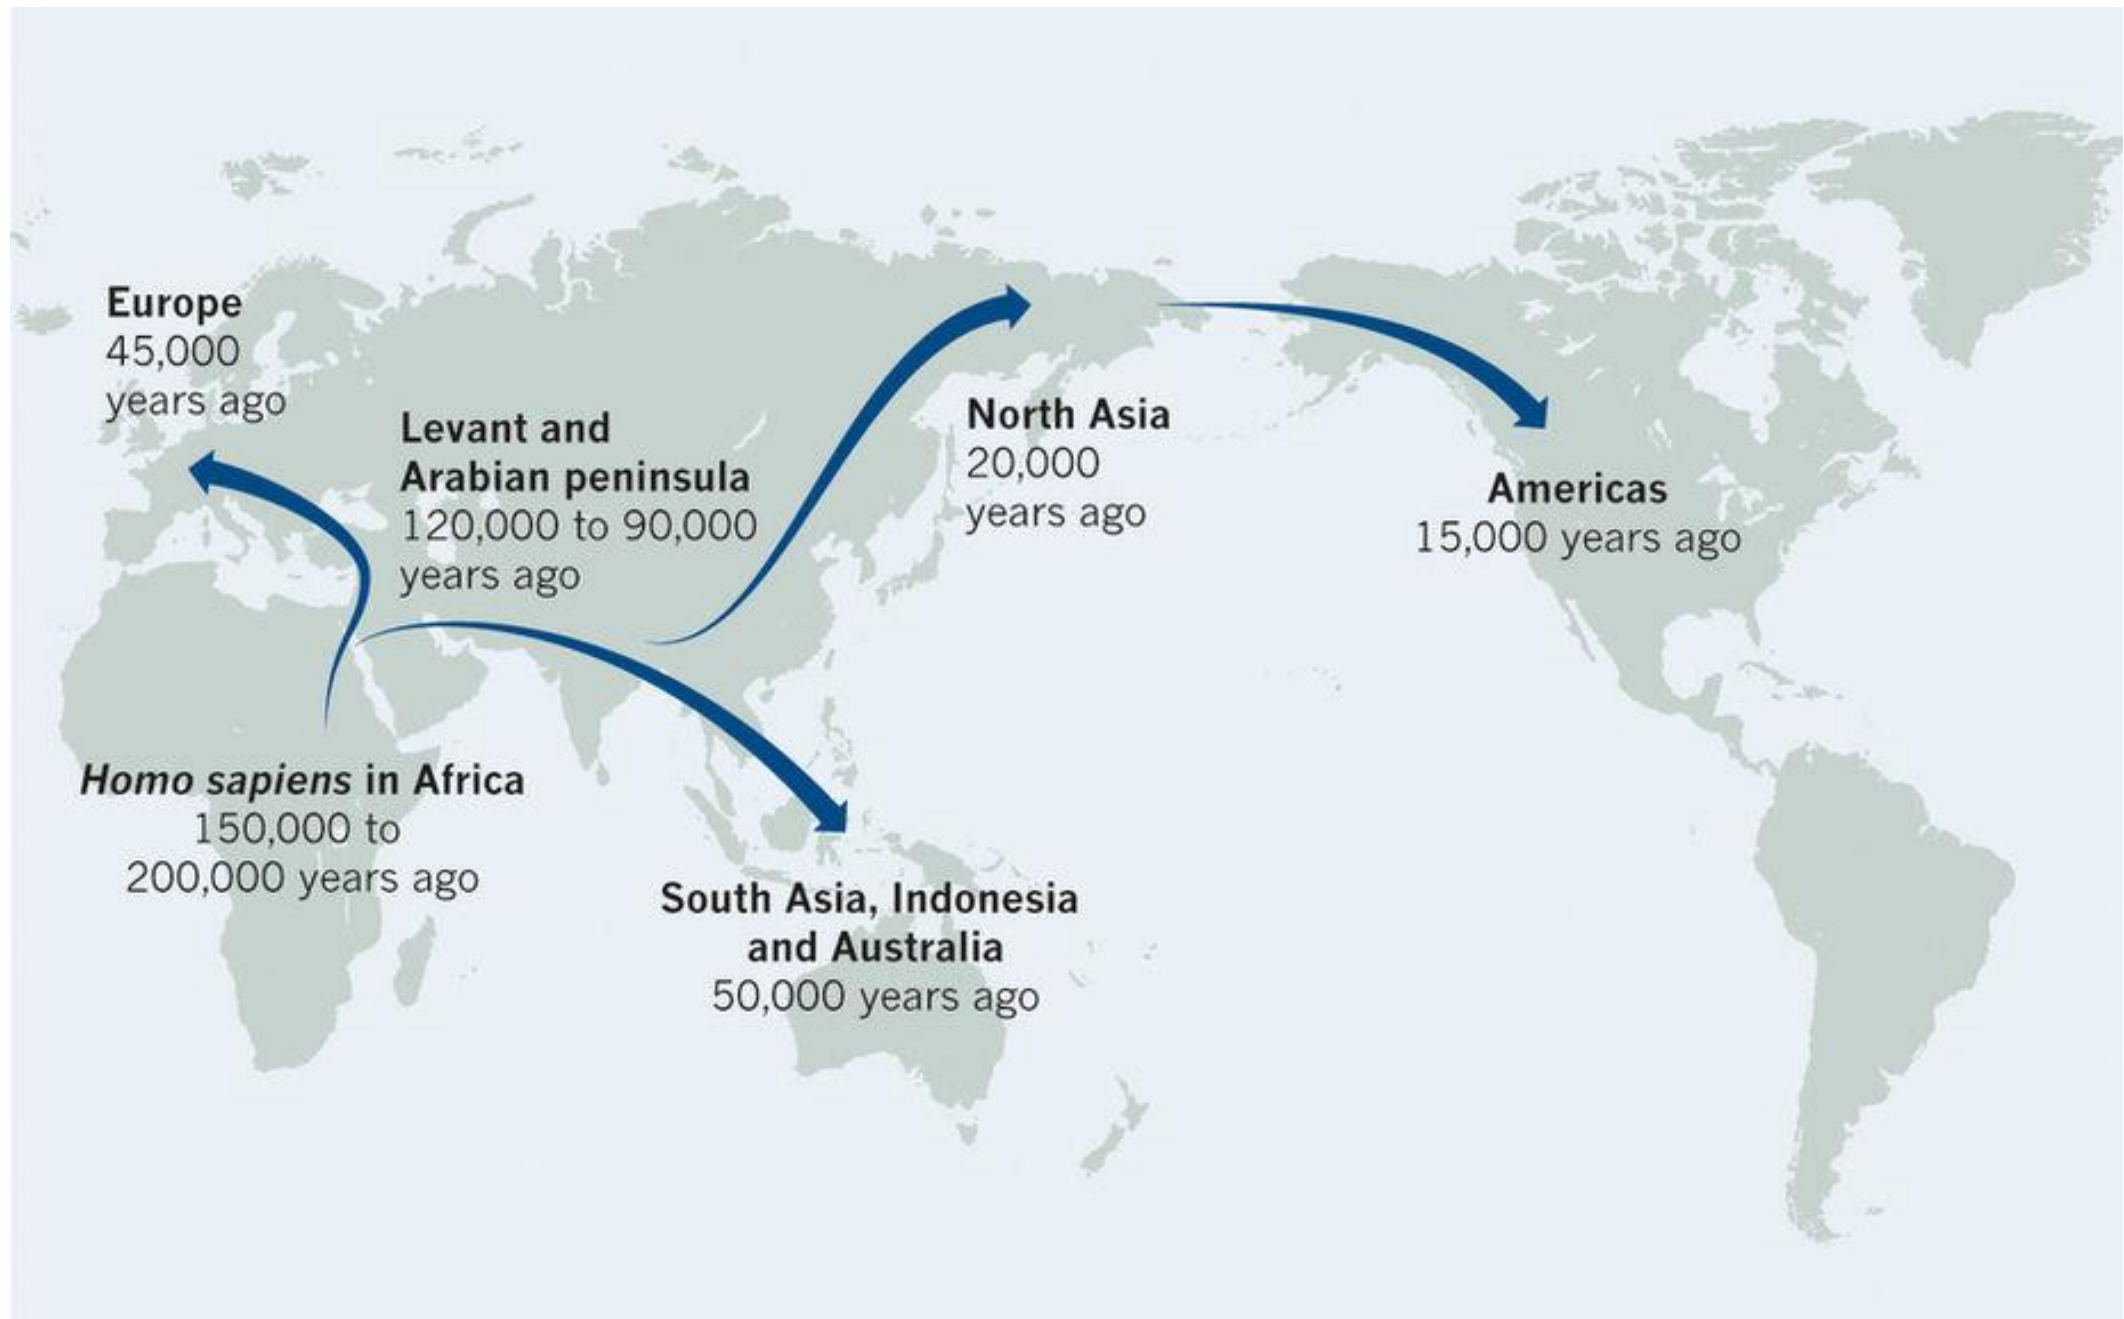 Europe
45,000
years ago
Levant and
Arabian peninsula
120,000 to 90,000
years ago
North Asia
20,000
years ago
Americas
15,000 years ago
Homo sapiens in Africa
150,000 to
200,000 years ago
South Asia, Indonesia
and Australia
50,000 years ago